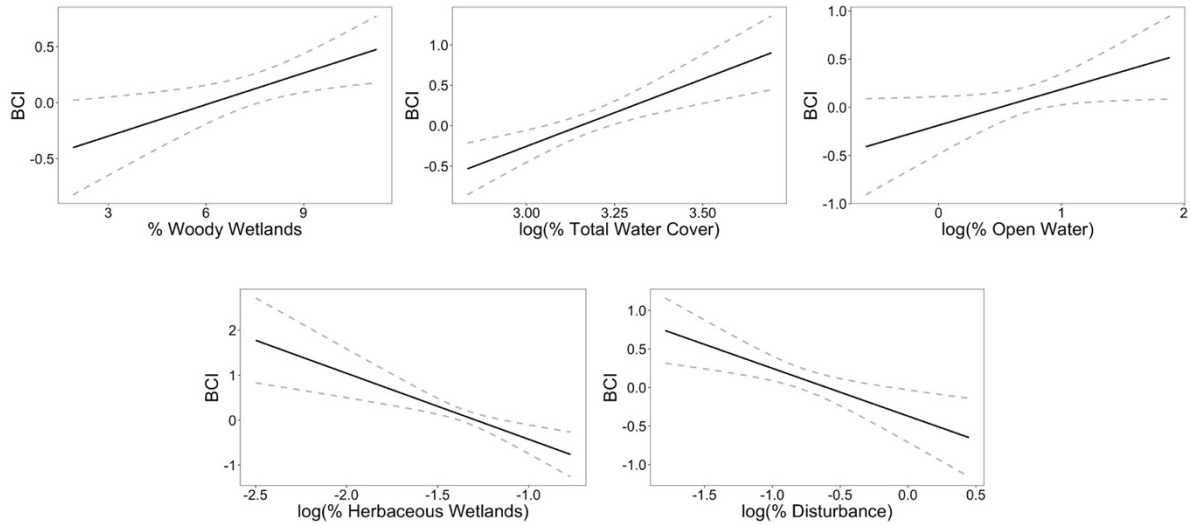 BCI
0.5
0.0
-0.5
3 6 9
% Woody Wetlands
BCI
1.0
0.5
0.0
-0.5
3.00 3.25 3.50
log(% Total Water Cover)
BCI
1.0
0.5
0.0
-0.5
-1.0
0 1 2
log(% Open Water)
BCI
2
1
0
-1
-2.5 -2.0 -1.5 -1.0
log(% Herbaceous Wetlands)
BCI
1.0
0.5
0.0
-0.5
-1.0
-1.5 -1.0 -0.5 0.0 0.5
log(% Disturbance)